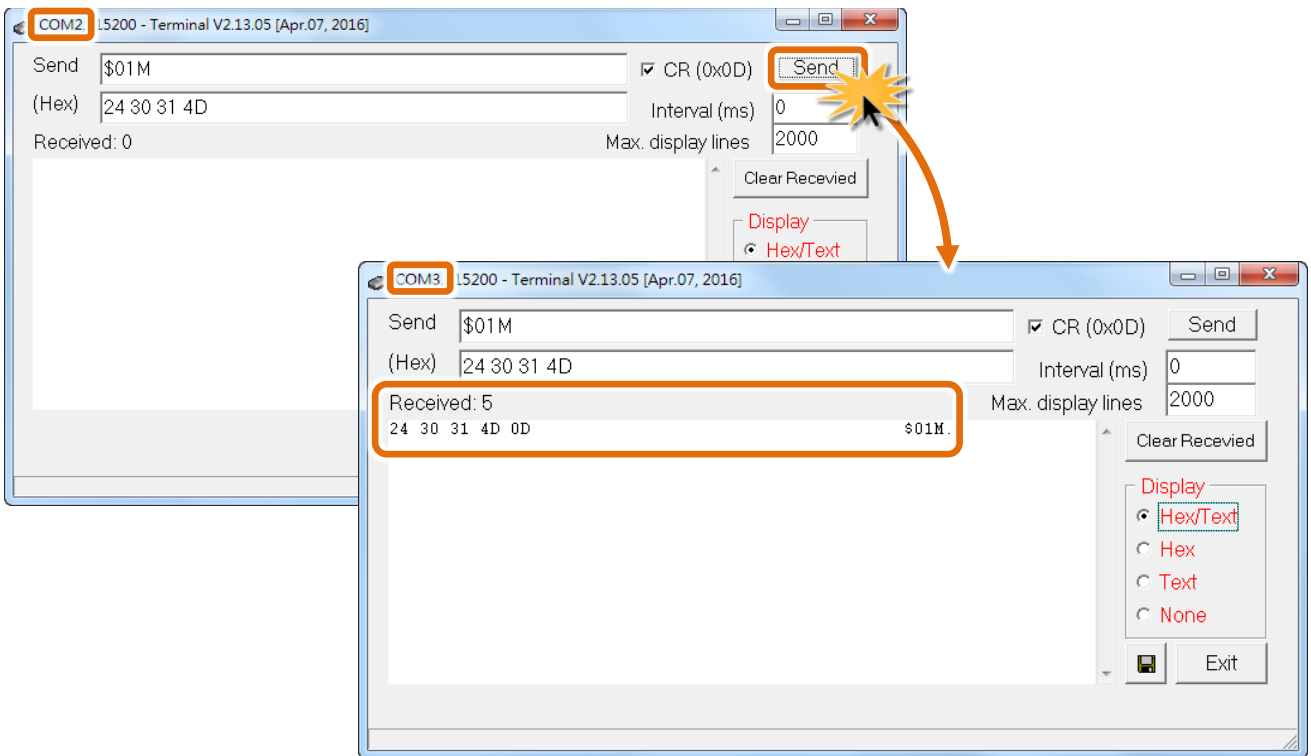 COM2, 15200 - Terminal V2.13.05 [Apr.07, 2016]
Send $01M CR (0x0D) Send
(Hex) 24 30 31 4D Interval (ms) 0
Received: 0 Max. display lines 2000
Clear Recevied
Display
Hex/Text
COM3, 15200 - Terminal V2.13.05 [Apr.07, 2016]
Send $01M CR (0x0D) Send
(Hex) 24 30 31 4D Interval (ms) 0
Received: 5 Max. display lines 2000
24 30 31 4D 0D $01M.
Clear Recevied
Display
Hex/Text
Hex
Text
None
Exit